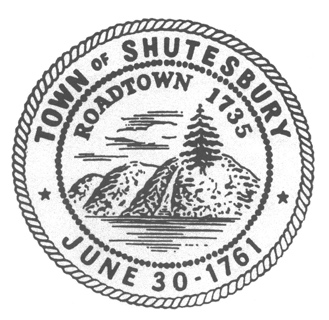 TOWN OF SHUTESBURY
ROADTOWN 1735
JUNE 30-1761